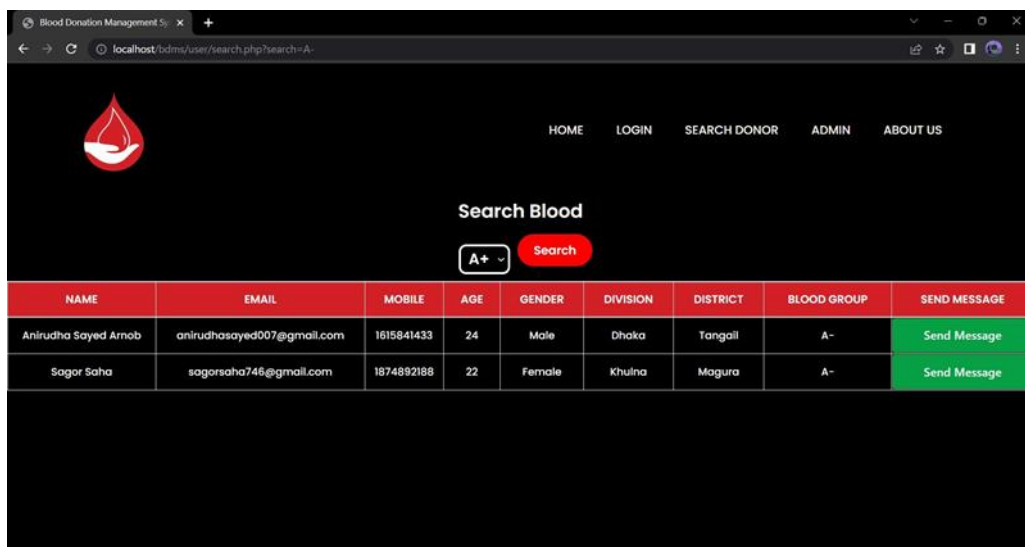 Blood Donation Management Sy
localhost/bdms/user/search.php?search=A-
HOME LOGIN SEARCH DONOR ADMIN ABOUT US
Search Blood
A+ Search
NAME EMAIL MOBILE AGE GENDER DIVISION DISTRICT BLOOD GROUP SEND MESSAGE
Anirudha Sayed Arnob anirudhasayed007@gmail.com 1615841433 24 Male Dhaka Tangail A- Send Message
Sagor Saha sagorsaha746@gmail.com 1874892188 22 Female Khulna Magura A- Send Message